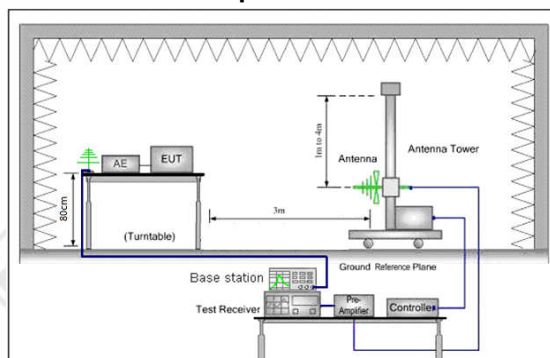 AE
EUT
80cm
(Turntable)
3m
1m to 4m
Antenna
Antenna Tower
Ground Reference Plane
Base station
Test Receiver
Pre-
Amplifier
Controller